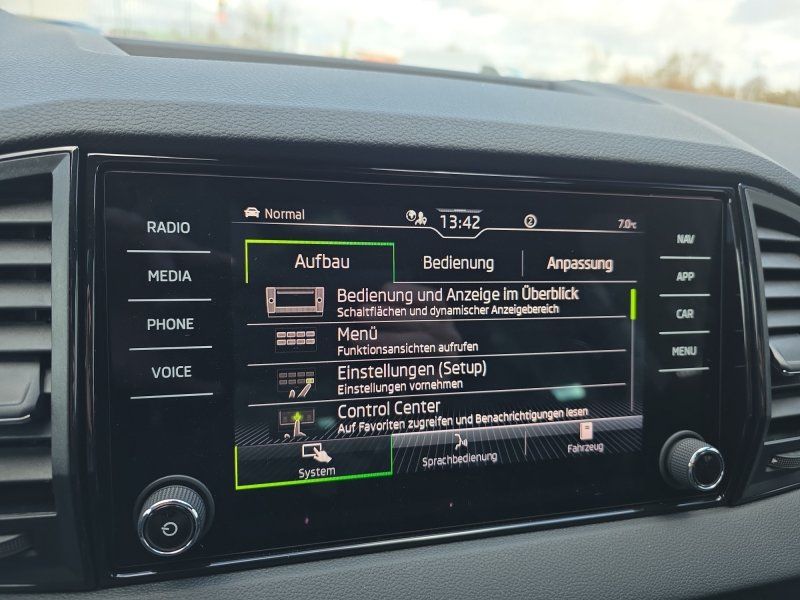 RADIO
MEDIA
PHONE
VOICE
Normal
13:42
2
7.0°C
Aufbau
Bedienung
Anpassung
Bedienung und Anzeige im Überblick
Schaltflächen und dynamischer Anzeigebereich
Menü
Funktionsansichten aufrufen
Einstellungen (Setup)
Einstellungen vornehmen
Control Center
Auf Favoriten zugreifen und Benachrichtigungen lesen
System
Sprachbedienung
Fahrzeug
NAV
APP
CAR
MENU